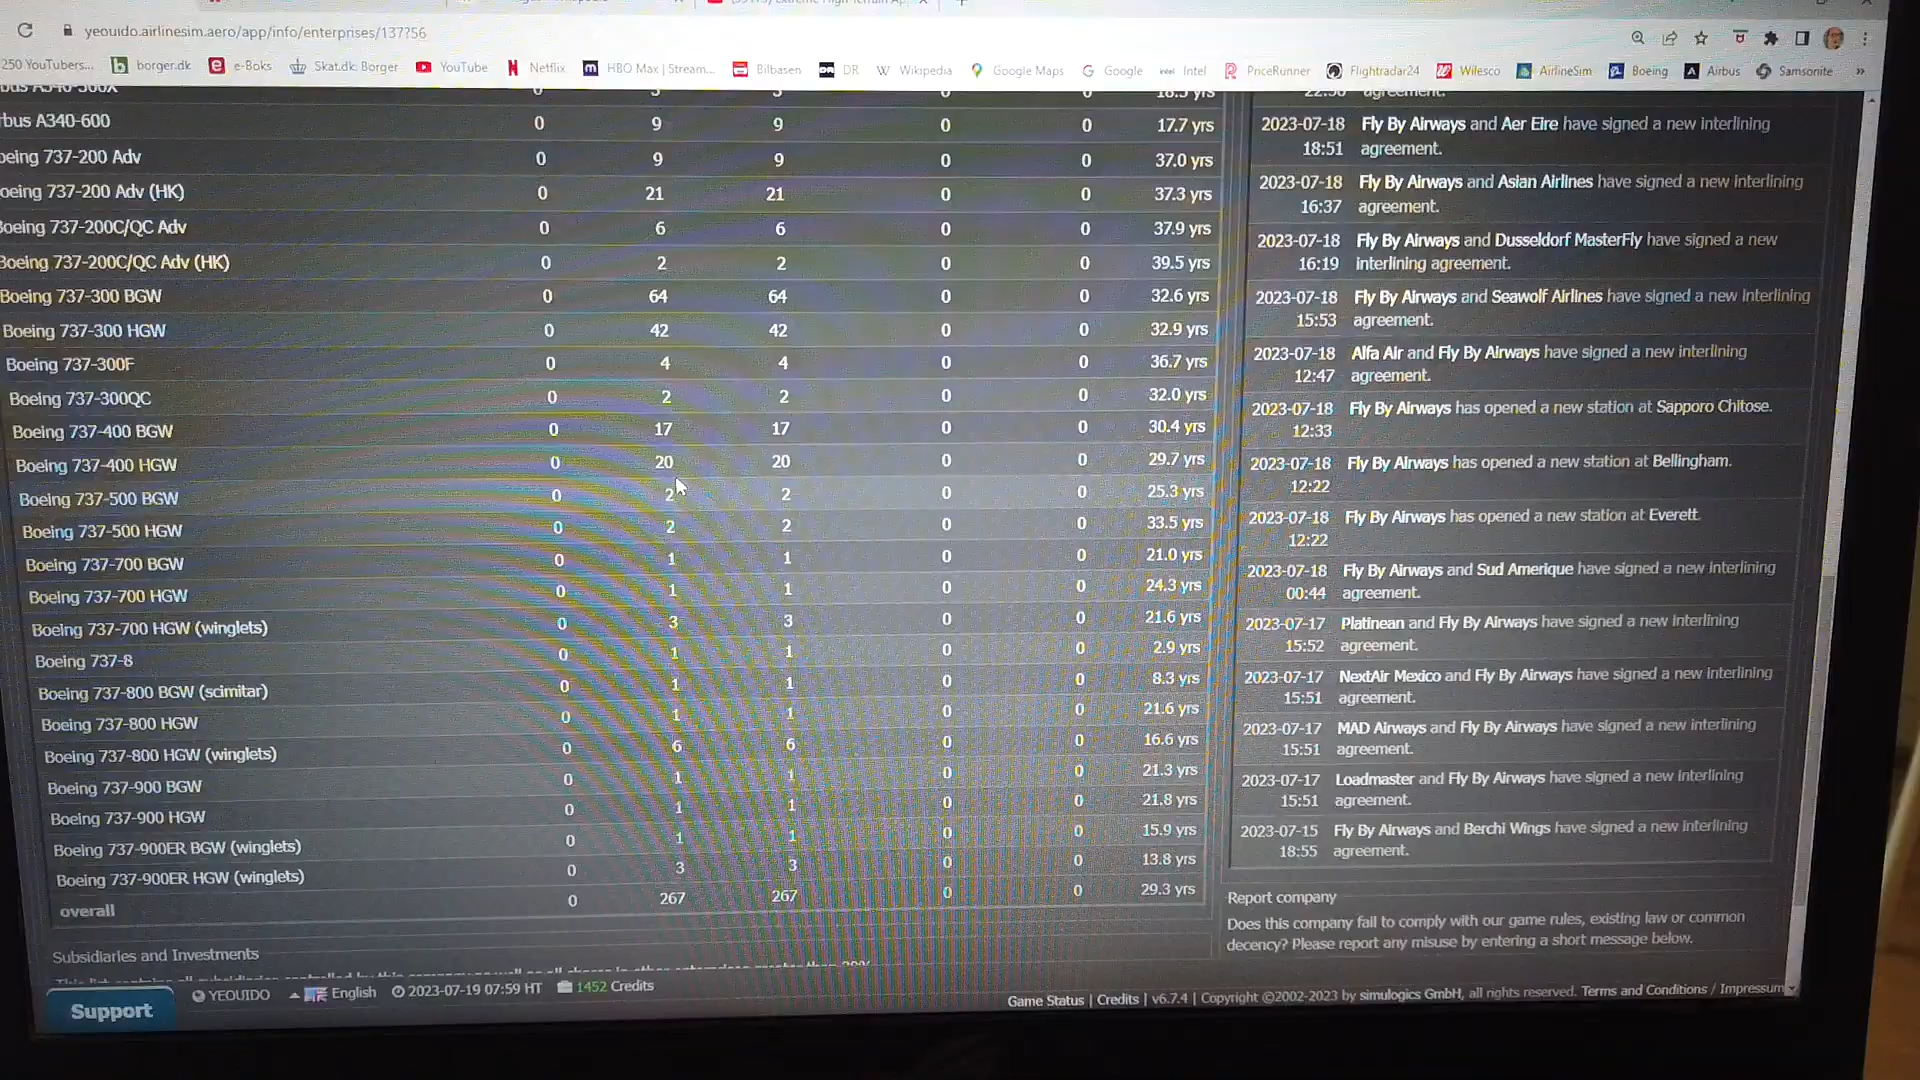 yeouido.airlinesim.aero/app/info/enterprises/137?56
250 YouTubers... borger.dk e-Boks Skat.dk: Borger YouTube Netflix HBO Max | Stream... Bilbasen DR Wikipedia Google Maps Google Intel PriceRunner Flightradar24 Wilesco AirlineSim Boeing Airbus Samsonite »
rbus A340-600 0 9 9 0 0 17.7 yrs
oeing 737-200 Adv 0 9 9 0 0 37.0 yrs
oeing 737-200 Adv (HK) 0 21 21 0 0 37.3 yrs
Boeing 737-200C/QC Adv 0 6 6 0 0 37.9 yrs
Boeing 737-200C/QC Adv (HK) 0 2 2 0 0 39.5 yrs
Boeing 737-300 BGW 0 64 64 0 0 32.6 yrs
Boeing 737-300 HGW 0 42 42 0 0 32.9 yrs
Boeing 737-300F 0 4 4 0 0 36.7 yrs
Boeing 737-300QC 0 2 2 0 0 32.0 yrs
Boeing 737-400 BGW 0 17 17 0 0 30.4 yrs
Boeing 737-400 HGW 0 20 20 0 0 29.7 yrs
Boeing 737-500 BGW 0 2 2 0 0 25.3 yrs
Boeing 737-500 HGW 0 2 2 0 0 33.5 yrs
Boeing 737-700 BGW 0 1 1 0 0 21.0 yrs
Boeing 737-700 HGW 0 1 1 0 0 24.3 yrs
Boeing 737-700 HGW (winglets) 0 3 3 0 0 21.6 yrs
Boeing 737-8 0 1 1 0 0 2.9 yrs
Boeing 737-800 BGW (scimitar) 0 1 1 0 0 8.3 yrs
Boeing 737-800 HGW 0 1 1 0 0 21.6 yrs
Boeing 737-800 HGW (winglets) 0 6 6 0 0 16.6 yrs
Boeing 737-900 BGW 0 1 1 0 0 21.3 yrs
Boeing 737-900 HGW 0 1 1 0 0 21.8 yrs
Boeing 737-900ER BGW (winglets) 0 1 1 0 0 15.9 yrs
Boeing 737-900ER HGW (winglets) 0 3 3 0 0 13.8 yrs
overall 0 267 267 0 0 29.3 yrs
Subsidiaries and Investments
agreement.
2023-07-18 Fly By Airways and Aer Eire have signed a new interlining
18:51 agreement.
2023-07-18 Fly By Airways and Asian Airlines have signed a new interlining
16:37 agreement.
2023-07-18 Fly By Airways and Dusseldorf MasterFly have signed a new
16:19 interlining agreement.
2023-07-18 Fly By Airways and Seawolf Airlines have signed a new interlining
15:53 agreement.
2023-07-18 Alfa Air and Fly By Airways have signed a new interlining
12:47 agreement.
2023-07-18 Fly By Airways has opened a new station at Sapporo Chitose.
12:33
2023-07-18 Fly By Airways has opened a new station at Bellingham.
12:22
2023-07-18 Fly By Airways has opened a new station at Everett.
12:22
2023-07-18 Fly By Airways and Sud Amerique have signed a new interlining
00:44 agreement.
2023-07-17 Platinean and Fly By Airways have signed a new interlining
15:52 agreement.
2023-07-17 NextAir Mexico and Fly By Airways have signed a new interlining
15:51 agreement.
2023-07-17 MAD Airways and Fly By Airways have signed a new interlining
15:51 agreement.
2023-07-17 Loadmaster and Fly By Airways have signed a new interlining
15:51 agreement.
2023-07-15 Fly By Airways and Berchi Wings have signed a new interlining
18:55 agreement.
Report company
Does this company fail to comply with our game rules, existing law or common
decency? Please report any misuse by entering a short message below.
Support YEOUIDO English 2023-07-19 07:59 HT 1452 Credits
Game Status | Credits | v6.7.4 | Copyright ©2002-2023 by simulogics GmbH, all rights reserved. Terms and Conditions / Impressum